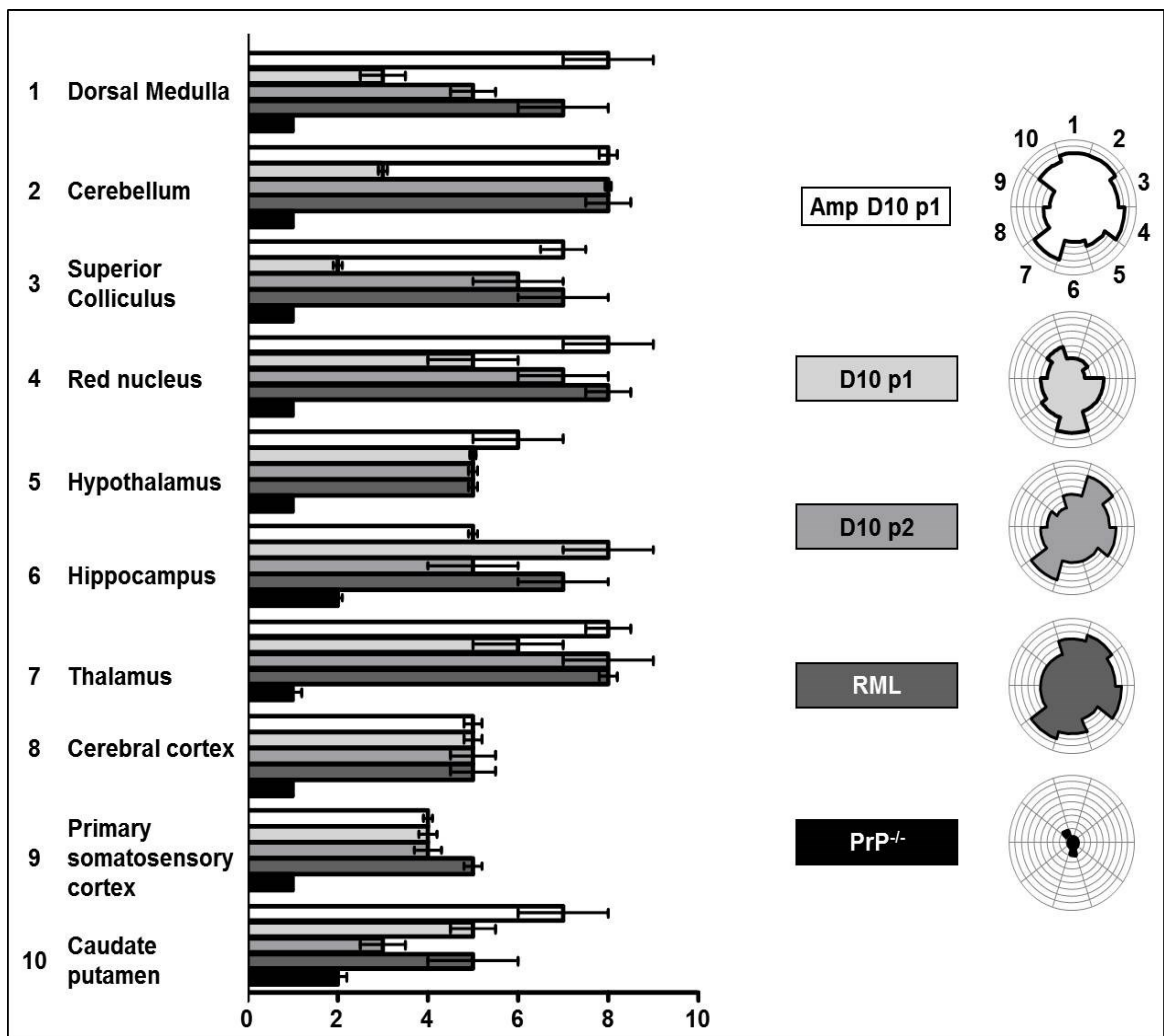 1 Dorsal Medulla
2 Cerebellum
3 Superior
Colliculus
4 Red nucleus
5 Hypothalamus
6 Hippocampus
7 Thalamus
8 Cerebral cortex
9 Primary
somatosensory
cortex
10 Caudate
putamen
0 2 4 6 8 10
Amp D10 p1
1
2
3
4
5
6
7
8
9
10
D10 p1
D10 p2
RML
PrP-/-